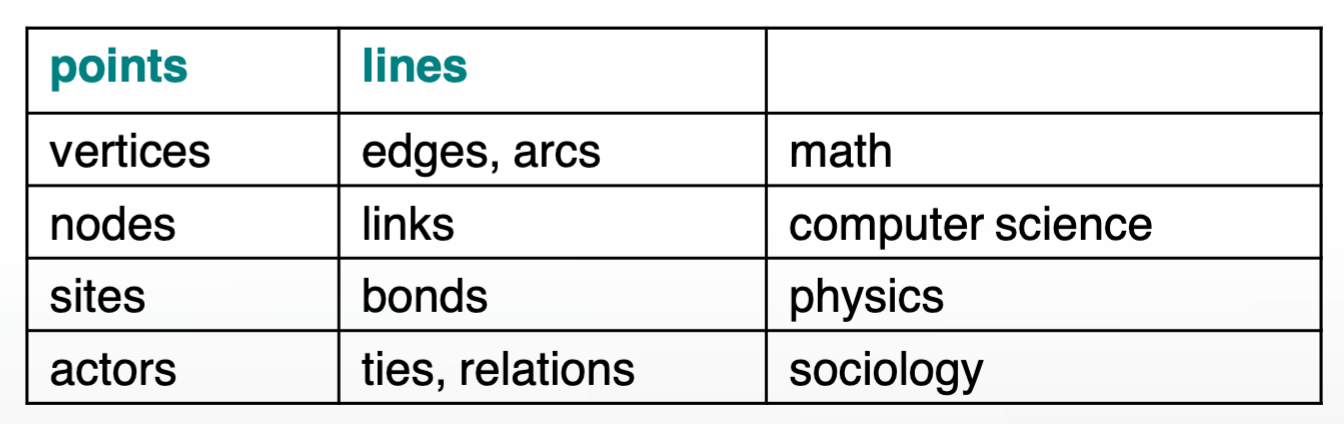 points lines
vertices edges, arcs math
nodes links computer science
sites bonds physics
actors ties, relations sociology